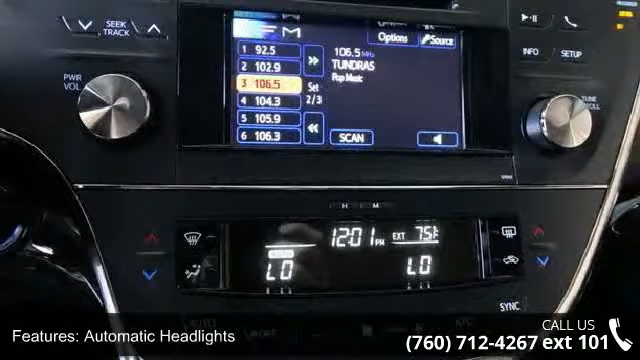 SEEK
TRACK
PWR
VOL
Options
Source
1 92.5
2 102.9
3 106.5
4 104.3
5 105.9
6 106.3
Set
2/3
106.5 MHz
TUNDRAS
Pop Music
SCAN
INFO
SETUP
TUNE
H M
12:01 PM
EXT 75°F
LO
LO
SYNC
CALL US
(760) 712-4267 ext 101
Features: Automatic Headlights